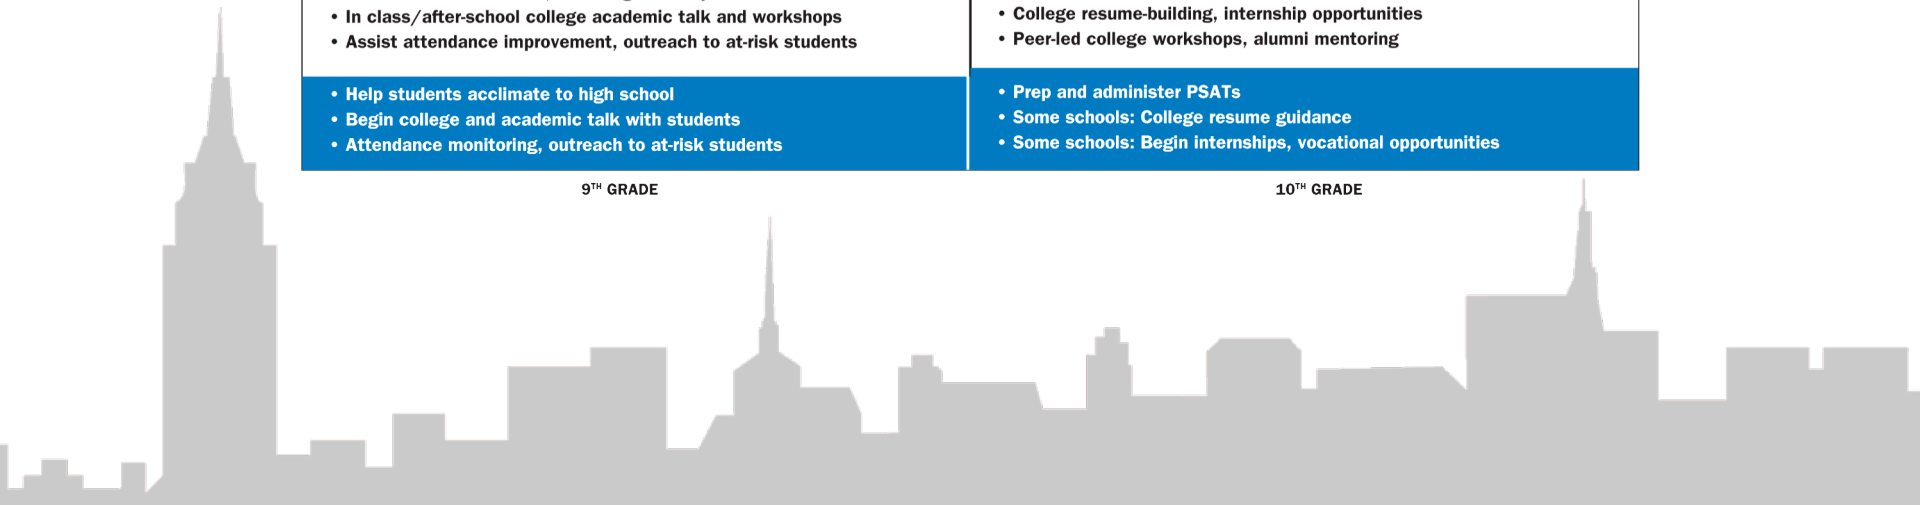 • In class/after-school college academic talk and workshops
• Assist attendance improvement, outreach to at-risk students
• Help students acclimate to high school
• Begin college and academic talk with students
• Attendance monitoring, outreach to at-risk students
9TH GRADE
• College resume-building, internship opportunities
• Peer-led college workshops, alumni mentoring
• Prep and administer PSATs
• Some schools: College resume guidance
• Some schools: Begin internships, vocational opportunities
10TH GRADE